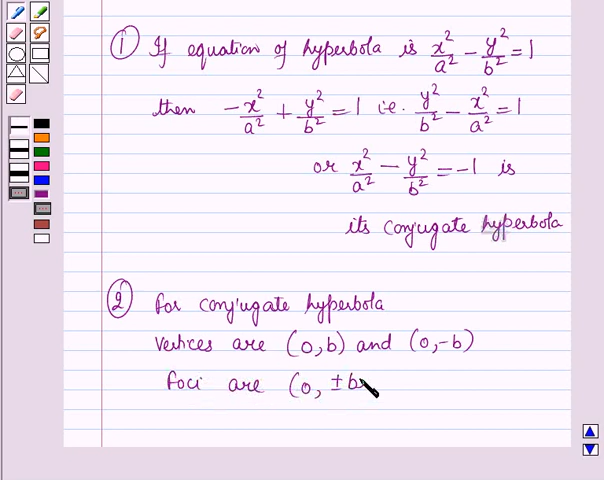 ① If equation of hyperbola is x²/a² - y²/b² = 1
then -x²/a² + y²/b² = 1 i.e. y²/b² - x²/a² = 1
or x²/a² - y²/b² = -1 is
its conjugate hyperbola
② For conjugate hyperbola
vertices are (0, b) and (0, -b)
foci are (0, ±b